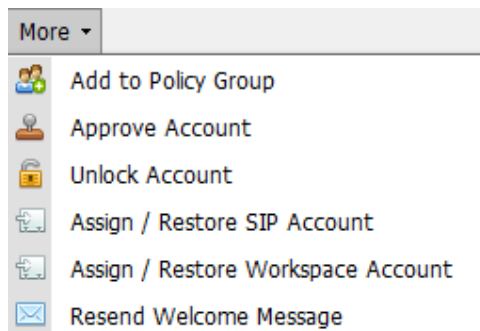 More
Add to Policy Group
Approve Account
Unlock Account
Assign / Restore SIP Account
Assign / Restore Workspace Account
Resend Welcome Message